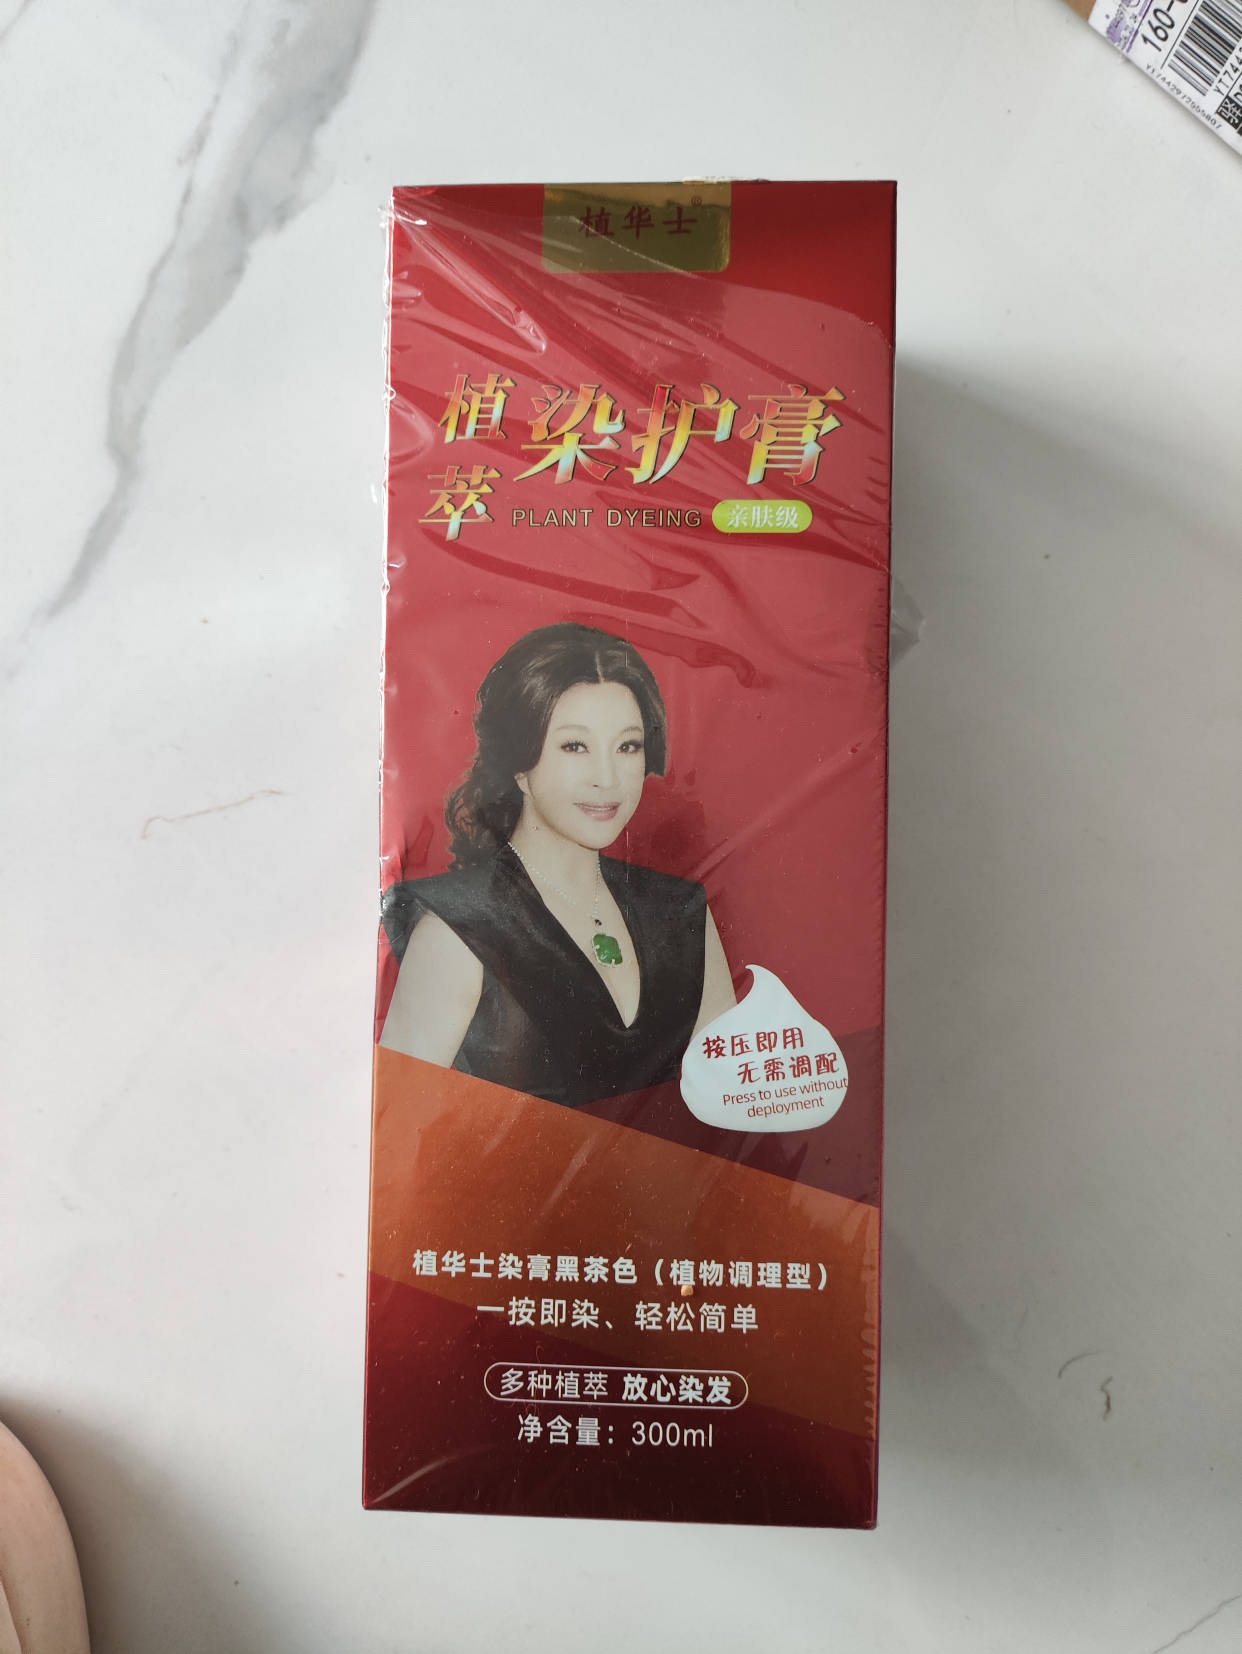 植华士®
植萃染护膏
PLANT DYEING 亲肤级
按压即用
无需调配
Press to use without
deployment
植华士染膏黑茶色（植物调理型）
一按即染、轻松简单
多种植萃 放心染发
净含量：300ml
160-
YT7442972555807